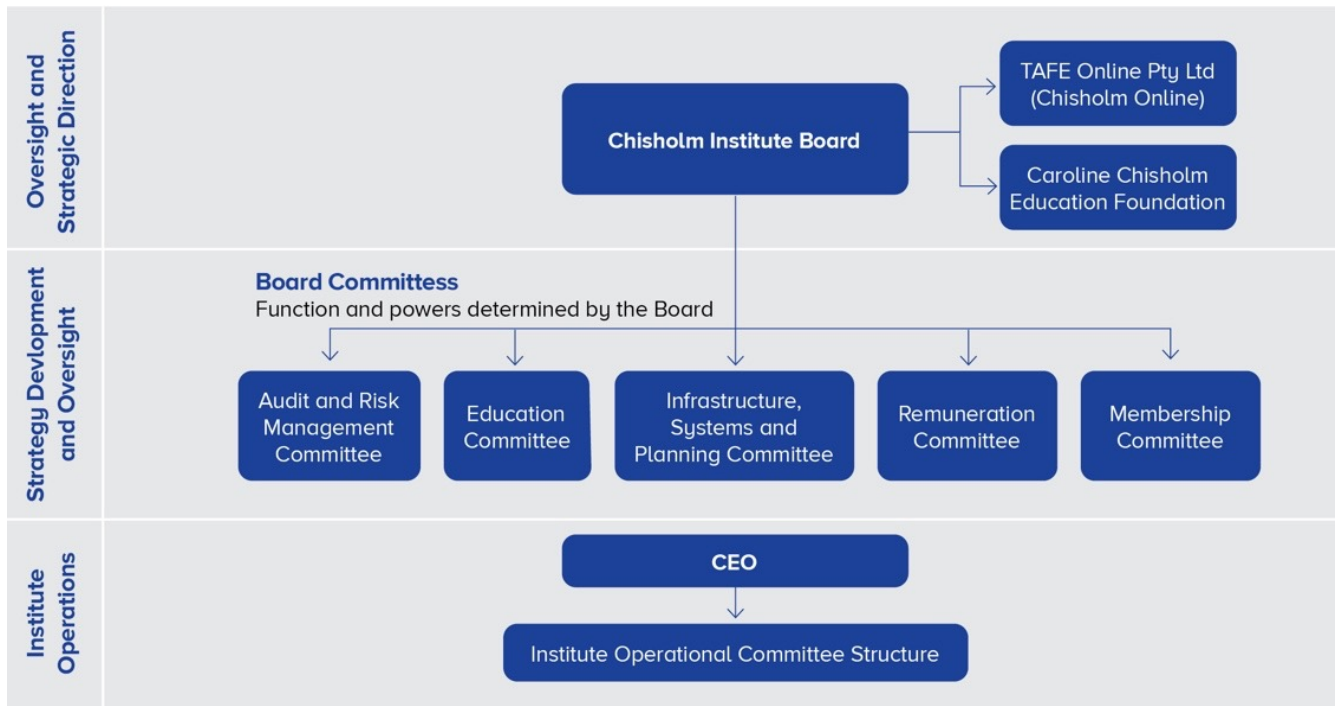 Oversight and
Strategic Direction
Chisholm Institute Board
TAFE Online Pty Ltd
(Chisholm Online)
Caroline Chisholm
Education Foundation
Strategy Devlopment
and Oversight
Board Committess
Function and powers determined by the Board
Audit and Risk
Management
Committee
Education
Committee
Infrastructure,
Systems and
Planning Committee
Remuneration
Committee
Membership
Committee
Institute
Operations
CEO
Institute Operational Committee Structure